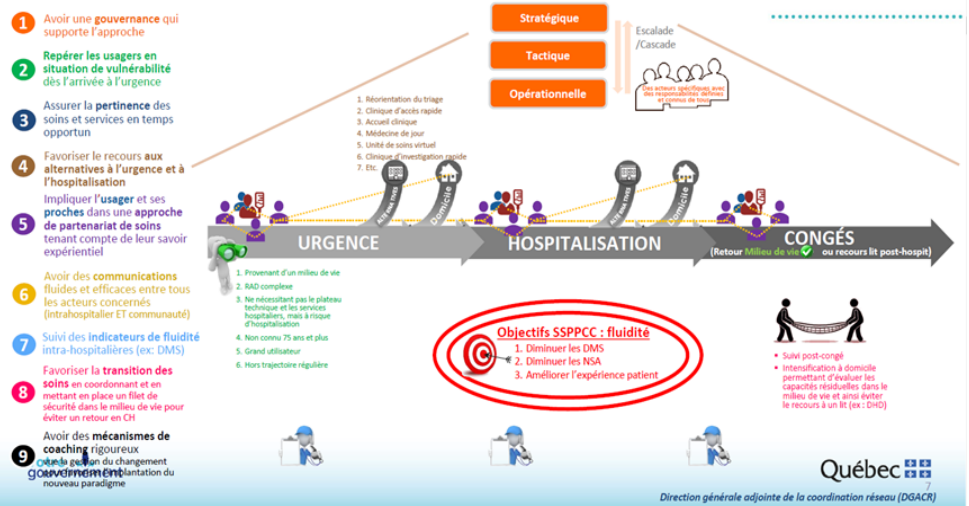 1 Avoir une gouvernance qui
supporte l'approche
2 Repérer les usagers en
situation de vulnérabilité
dès l'arrivée à l'urgence
3 Assurer la pertinence des
soins et services en temps
opportun
4 Favoriser le recours aux
alternatives à l'urgence et à
l'hospitalisation
5 Impliquer l'usager et ses
proches dans une approche
de partenariat de soins
tenant compte de leur savoir
expérientiel
6 Avoir des communications
fluides et efficaces entre tous
les acteurs concernés
(intrahospitalier ET communauté)
7 Suivi des indicateurs de fluidité
intra-hospitalières (ex: DMS)
8 Favoriser la transition des
soins en coordonnant et en
mettant en place un filet de
sécurité dans le milieu de vie pour
éviter un retour en CH
9 Avoir des mécanismes de
coaching rigoureux
la gestion du changement
l'implantation du
nouveau paradigme
gouvernement
Stratégique
Tactique
Opérationnelle
Escalade
/Cascade
Des acteurs spécifiques avec
des responsabilités définies
et connus de tous
1. Réorientation du triage
2. Clinique d'accès rapide
3. Accueil clinique
4. Médecine de jour
5. Unité de soins virtuel
6. Clinique d'investigation rapide
7. Etc.
ALTERNATIVES
Domicile
ALTERNATIVES
Domicile
URGENCE
HOSPITALISATION
CONGÉS
(Retour Milieu de vie ou recours lit post-hospit)
1. Provenant d'un milieu de vie
2. RAD complexe
3. Ne nécessitant pas le plateau
technique et les services
hospitaliers, mais à risque
d'hospitalisation
4. Non connu 75 ans et plus
5. Grand utilisateur
6. Hors trajectoire régulière
Objectifs SSPPCC : fluidité
1. Diminuer les DMS
2. Diminuer les NSA
3. Améliorer l'expérience patient
• Suivi post-congé
• Intensification à domicile
permettant d'évaluer les
capacités résiduelles dans le
milieu de vie et ainsi éviter
le recours à un lit (ex : DHD)
Québec
7
Direction générale adjointe de la coordination réseau (DGACR)